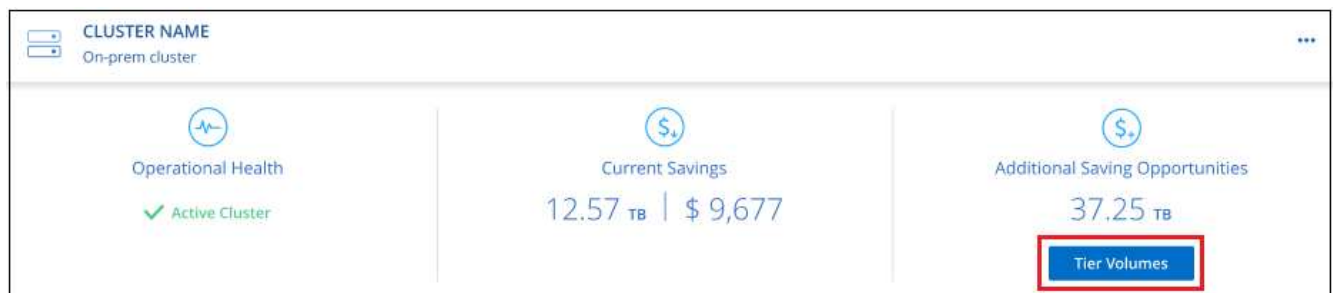 CLUSTER NAME
On-prem cluster
...
Operational Health
Active Cluster
Current Savings
12.57 TB | $ 9,677
Additional Saving Opportunities
37.25 TB
Tier Volumes